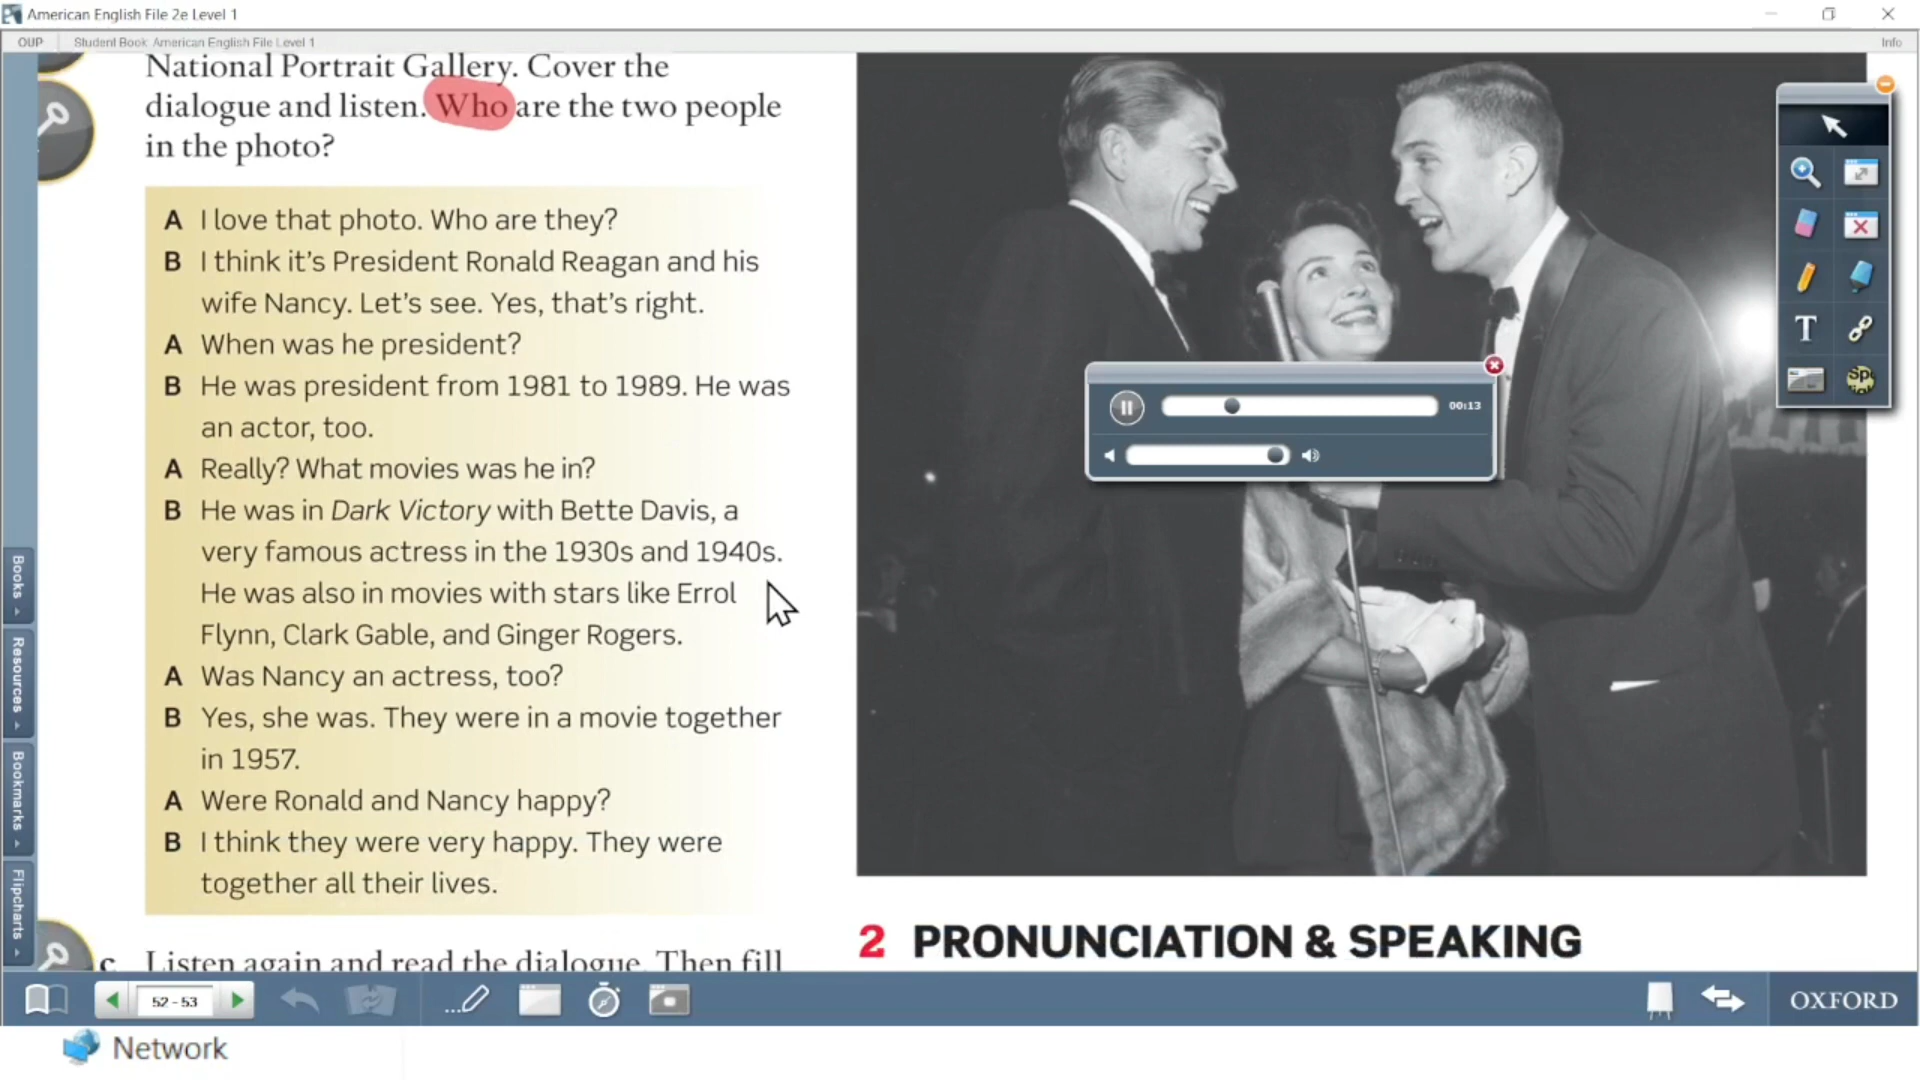 American English File 2e Level 1
OUP Student Book: American English File Level 1 Info
National Portrait Gallery. Cover the
dialogue and listen. Who are the two people
in the photo?
A I love that photo. Who are they?
B I think it's President Ronald Reagan and his
wife Nancy. Let's see. Yes, that's right.
A When was he president?
B He was president from 1981 to 1989. He was
an actor, too.
A Really? What movies was he in?
B He was in Dark Victory with Bette Davis, a
very famous actress in the 1930s and 1940s.
He was also in movies with stars like Errol
Flynn, Clark Gable, and Ginger Rogers.
A Was Nancy an actress, too?
B Yes, she was. They were in a movie together
in 1957.
A Were Ronald and Nancy happy?
B I think they were very happy. They were
together all their lives.
c Listen again and read the dialogue. Then fill
00:13
T
2 PRONUNCIATION & SPEAKING
Books
Resources
Bookmarks
Flipcharts
52 - 53
OXFORD
Network